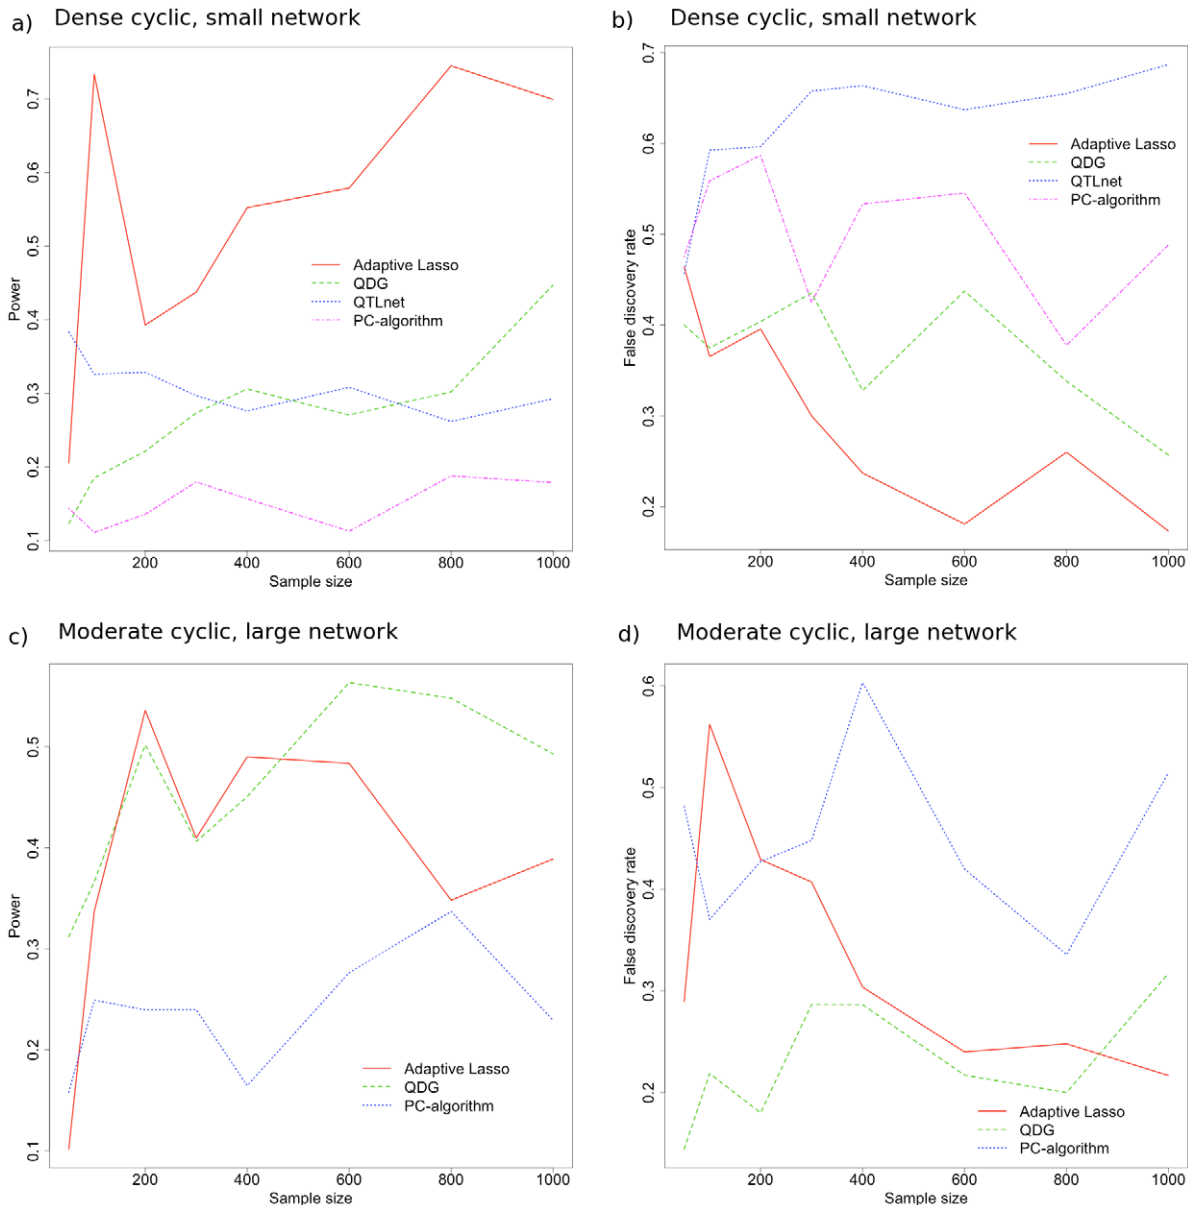 a) Dense cyclic, small network
Power
0.1 0.2 0.3 0.4 0.5 0.6 0.7
Adaptive Lasso
QDG
QTLnet
PC-algorithm
200 400 600 800 1000
Sample size
b) Dense cyclic, small network
False discovery rate
0.2 0.3 0.4 0.5 0.6 0.7
Adaptive Lasso
QDG
QTLnet
PC-algorithm
200 400 600 800 1000
Sample size
c) Moderate cyclic, large network
Power
0.1 0.2 0.3 0.4 0.5
Adaptive Lasso
QDG
PC-algorithm
200 400 600 800 1000
Sample size
d) Moderate cyclic, large network
False discovery rate
0.2 0.3 0.4 0.5 0.6
Adaptive Lasso
QDG
PC-algorithm
200 400 600 800 1000
Sample size